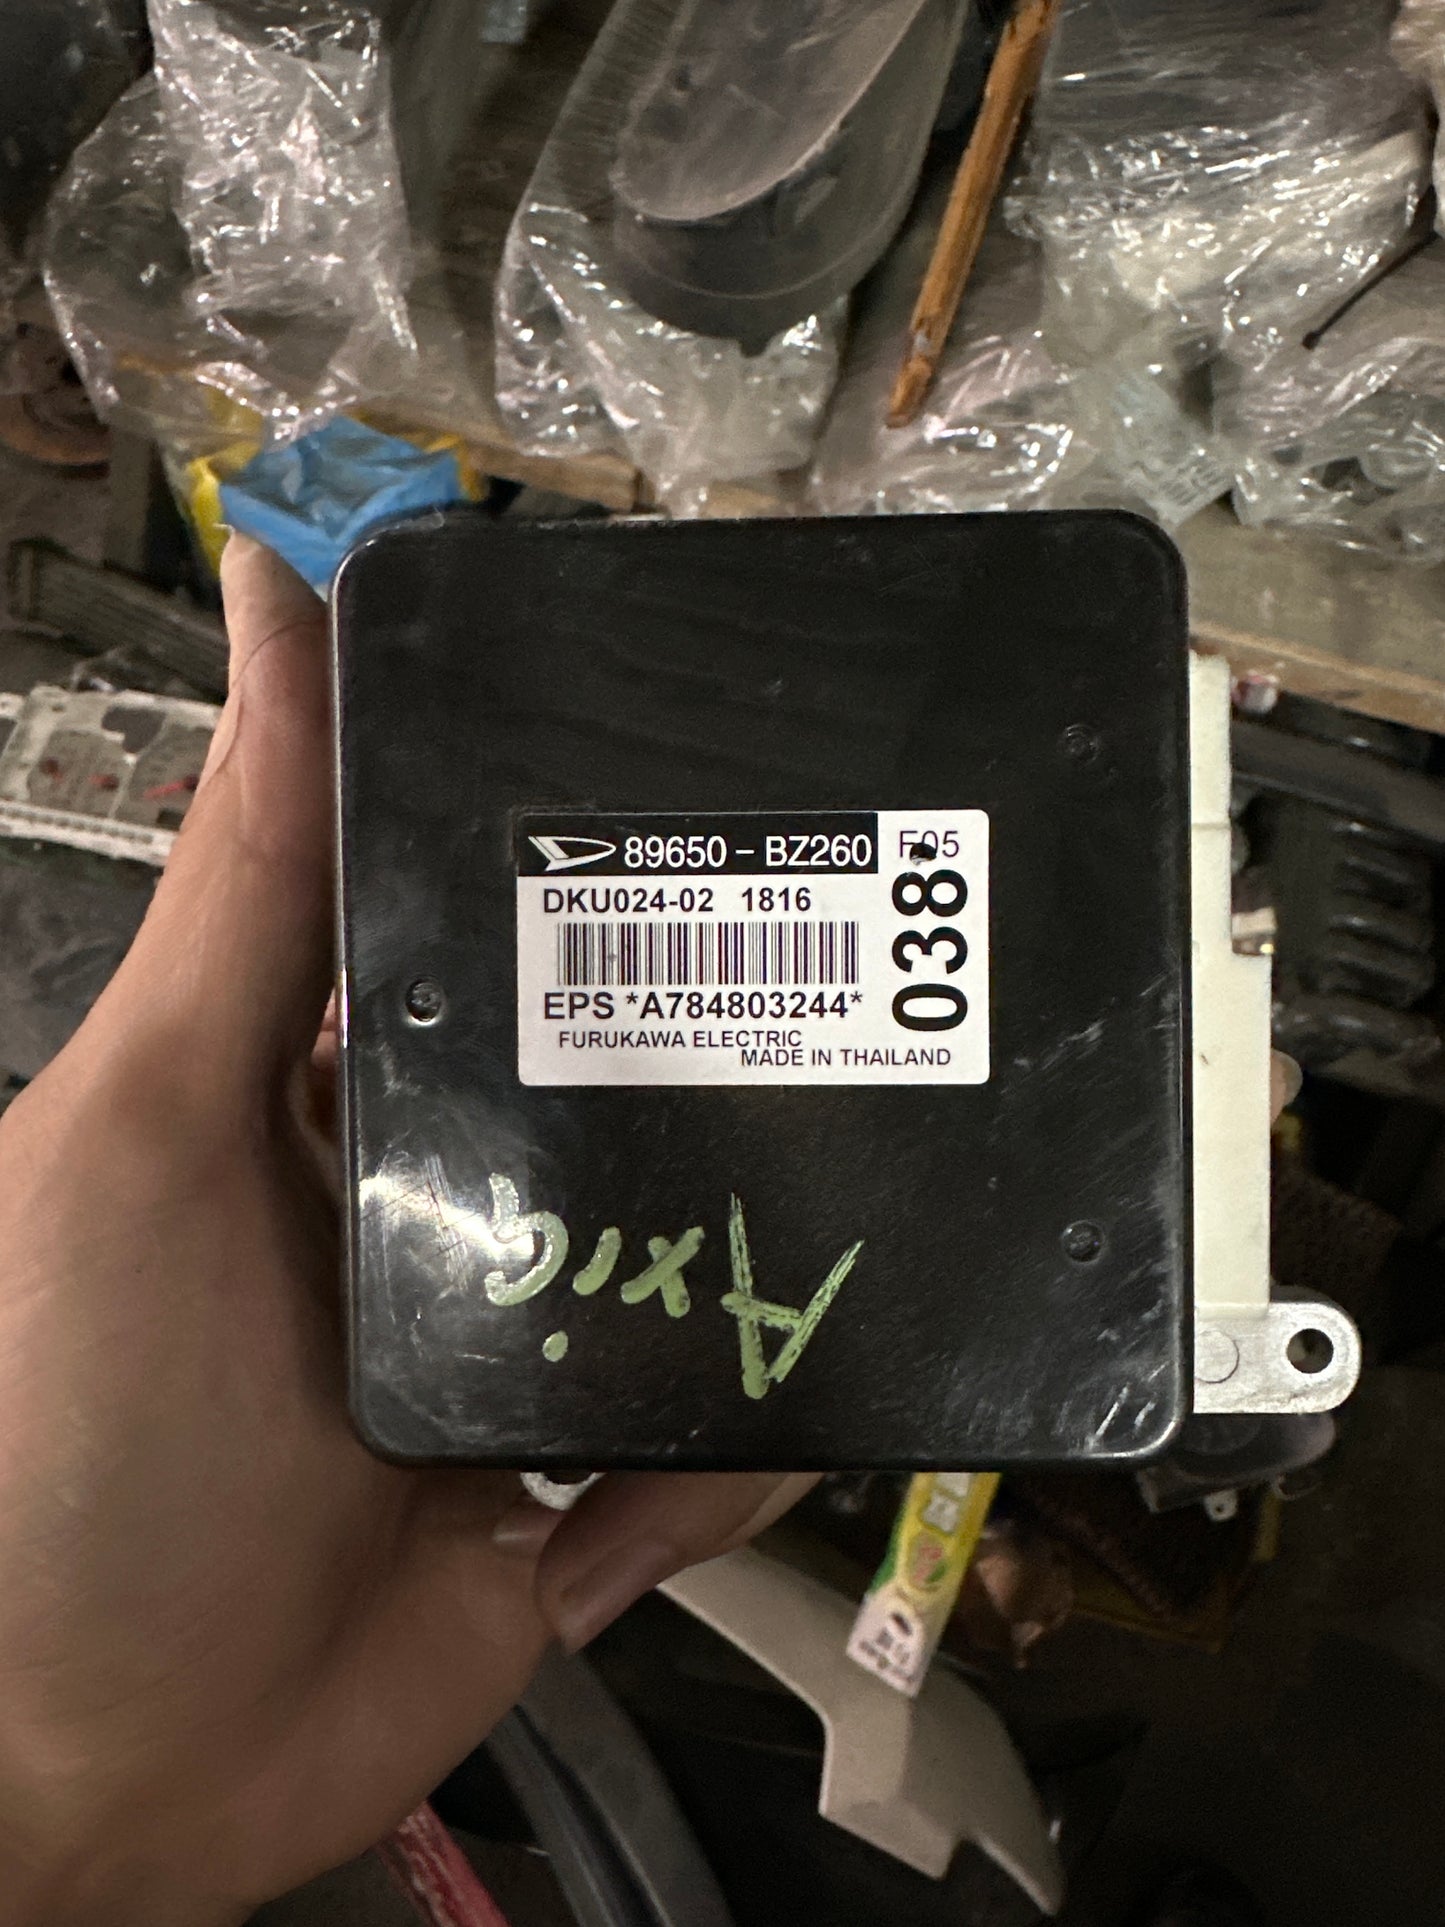 89650-BZ260
F05
DKU024-02 1816
038
EPS *A784803244*
FURUKAWA ELECTRIC
MADE IN THAILAND
Axia